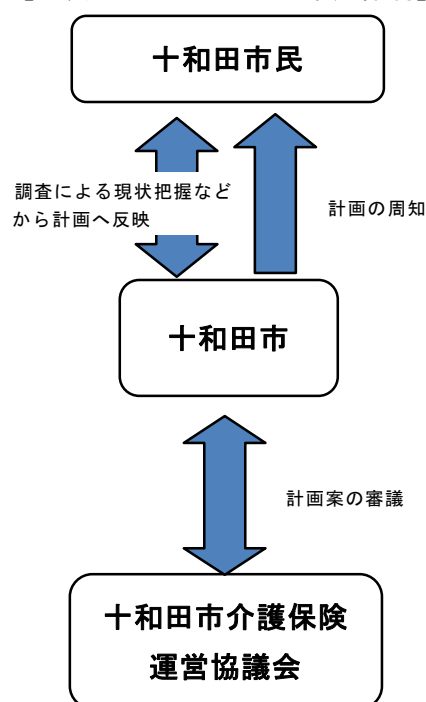 十和田市民
調査による現状把握など
から計画へ反映
計画の周知
十和田市
計画案の審議
十和田市介護保険
運営協議会